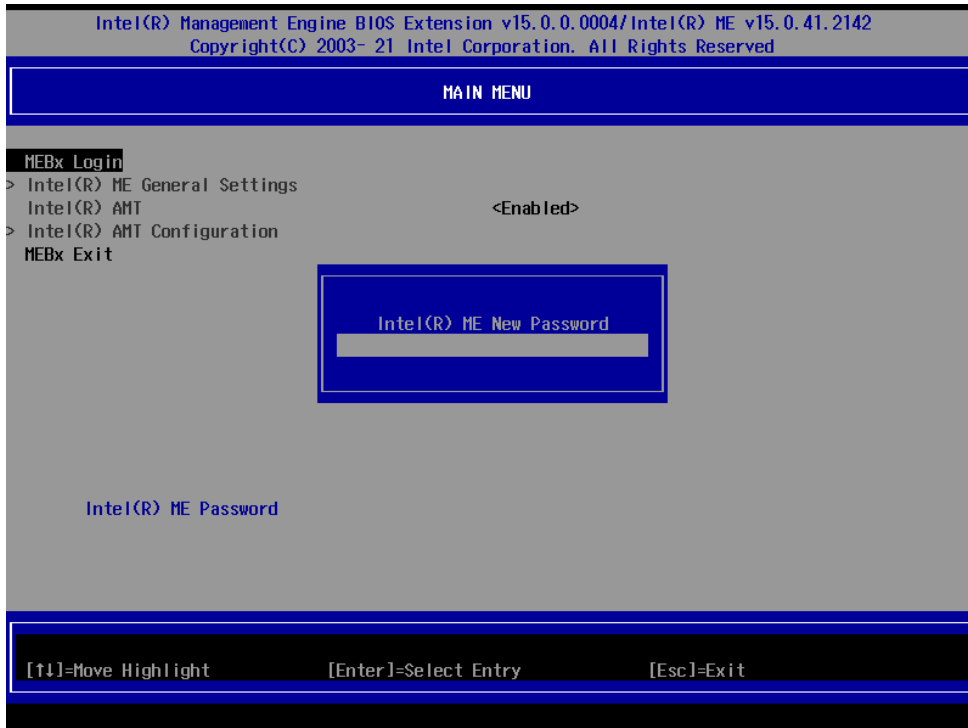 Intel(R) Management Engine BIOS Extension v15.0.0.0004/Intel(R) ME v15.0.41.2142
Copyright(C) 2003- 21 Intel Corporation. All Rights Reserved
MAIN MENU
MEBx Login
> Intel(R) ME General Settings
Intel(R) AMT <Enabled>
> Intel(R) AMT Configuration
MEBx Exit
Intel(R) ME New Password
Intel(R) ME Password
[↑↓]=Move Highlight [Enter]=Select Entry [Esc]=Exit